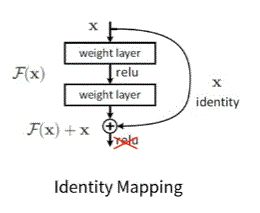 x
weight layer
relu
F(x)
weight layer
x
identity
F(x) + x
relu
Identity Mapping